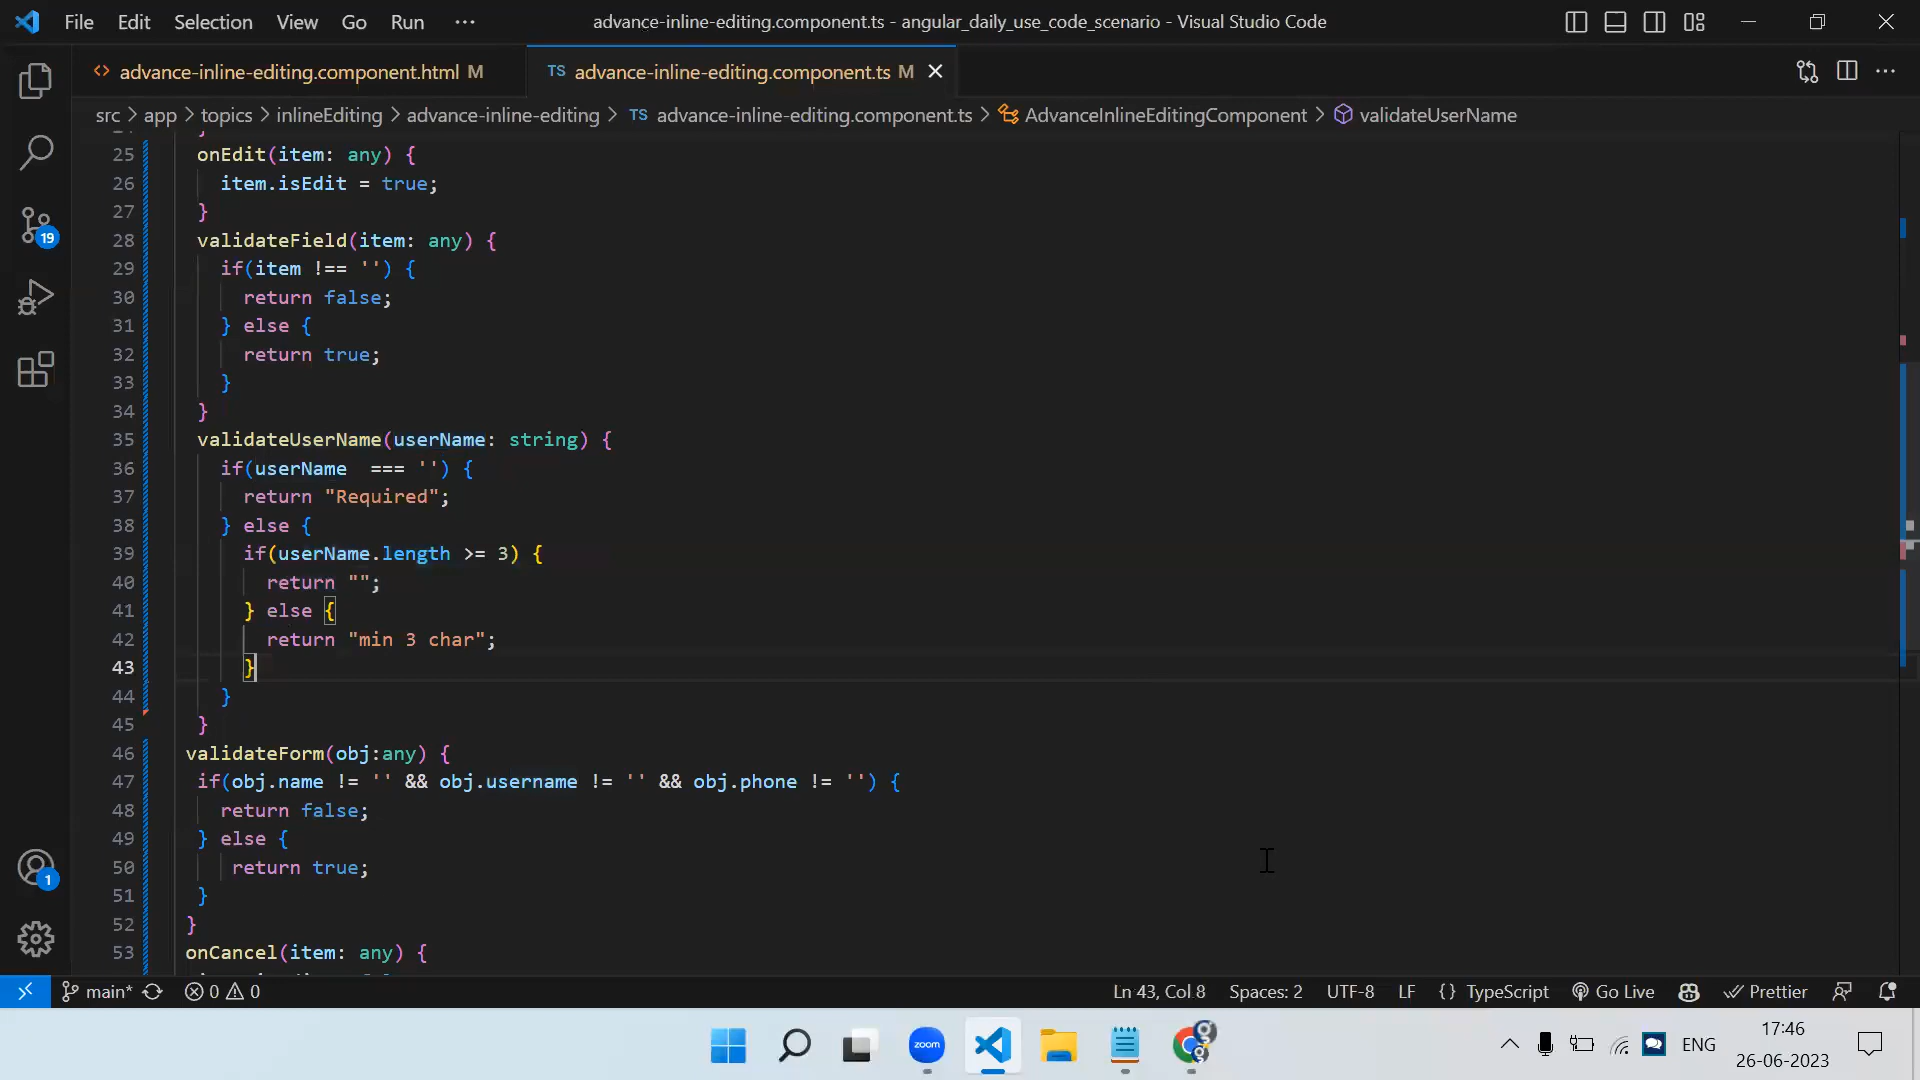 File Edit Selection View Go Run ··· advance-inline-editing.component.ts - angular_daily_use_code_scenario - Visual Studio Code
<> advance-inline-editing.component.html M TS advance-inline-editing.component.ts M
src > app > topics > inlineEditing > advance-inline-editing > TS advance-inline-editing.component.ts > AdvanceInlineEditingComponent > validateUserName
25 onEdit(item: any) {
26 item.isEdit = true;
27 }
28 validateField(item: any) {
29 if(item !== '') {
30 return false;
31 } else {
32 return true;
33 }
34 }
35 validateUserName(userName: string) {
36 if(userName  === '') {
37 return "Required";
38 } else {
39 if(userName.length >= 3) {
40 return "";
41 } else {
42 return "min 3 char";
43 }
44 }
45 }
46 validateForm(obj:any) {
47 if(obj.name != '' && obj.username != '' && obj.phone != '') {
48 return false;
49 } else {
50 return true;
51 }
52 }
53 onCancel(item: any) {
19
1
main* 0 0 Ln 43, Col 8 Spaces: 2 UTF-8 LF {} TypeScript Go Live Prettier
zoom ENG 17:46
26-06-2023